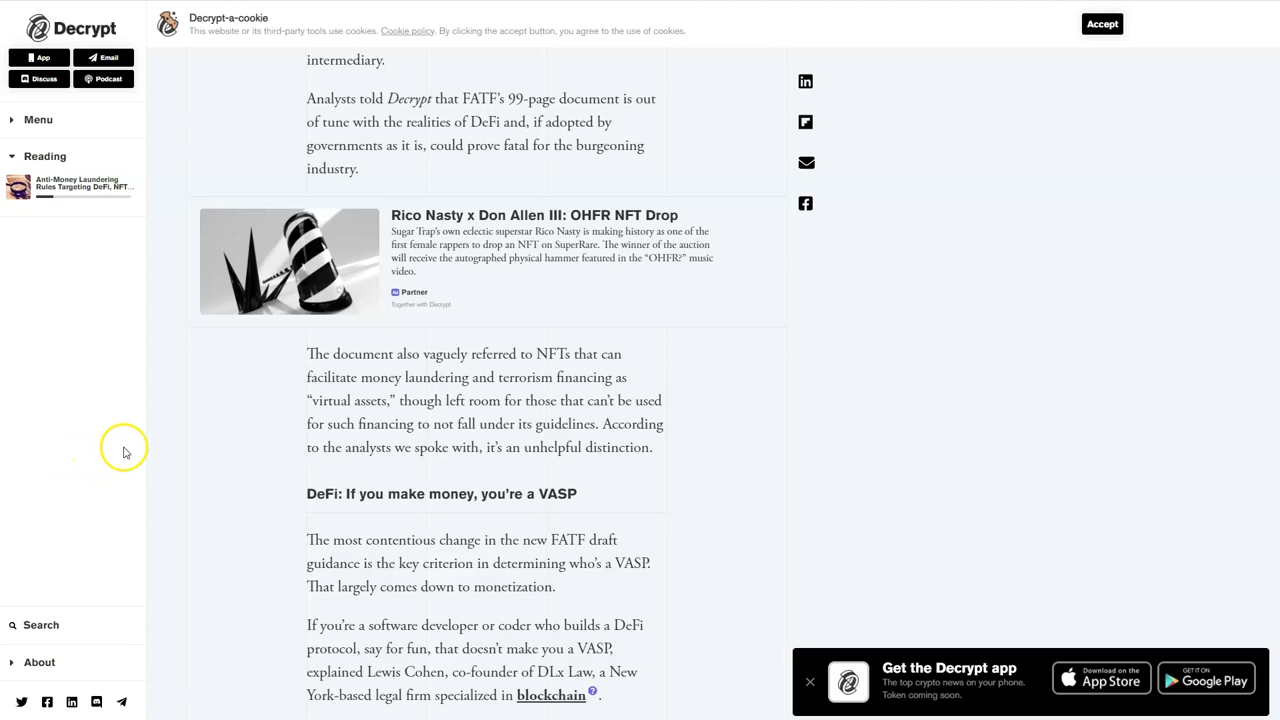 Decrypt
App
Email
Discuss
Podcast
Menu
Reading
Anti-Money Laundering
Rules Targeting DeFi, NFT...
Search
About
Decrypt-a-cookie
This website or its third-party tools use cookies. Cookie policy. By clicking the accept button, you agree to the use of cookies.
Accept
intermediary.
Analysts told Decrypt that FATF’s 99-page document is out
of tune with the realities of DeFi and, if adopted by
governments as it is, could prove fatal for the burgeoning
industry.
Rico Nasty x Don Allen III: OHFR NFT Drop
Sugar Trap's own eclectic superstar Rico Nasty is making history as one of the
first female rappers to drop an NFT on SuperRare. The winner of the auction
will receive the autographed physical hammer featured in the “OHFR?” music
video.
Ad Partner
Together with Decrypt
The document also vaguely referred to NFTs that can
facilitate money laundering and terrorism financing as
“virtual assets,” though left room for those that can’t be used
for such financing to not fall under its guidelines. According
to the analysts we spoke with, it’s an unhelpful distinction.
DeFi: If you make money, you’re a VASP
The most contentious change in the new FATF draft
guidance is the key criterion in determining who’s a VASP.
That largely comes down to monetization.
If you’re a software developer or coder who builds a DeFi
protocol, say for fun, that doesn’t make you a VASP,
explained Lewis Cohen, co-founder of DLx Law, a New
York-based legal firm specialized in blockchain ? .
Get the Decrypt app
The top crypto news on your phone.
Token coming soon.
Download on the
App Store
GET IT ON
Google Play